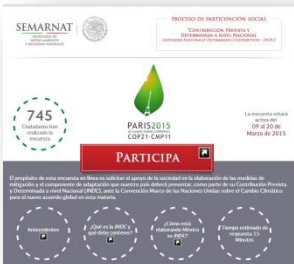 SEMARNAT
SECRETARÍA DE
MEDIO AMBIENTE
Y RECURSOS NATURALES
PROCESO DE PARTICIPACIÓN SOCIAL
"CONTRIBUCIÓN PREVISTA Y
DETERMINADA A NIVEL NACIONAL
(INTENDED NATIONALLY DETERMINED CONTRIBUTION - INDC)"
745
Ciudadanos han
realizado la
encuesta
PARIS2015
COP21·CMP11
La encuesta estará
activa del
09 al 20 de
Marzo de 2015
PARTICIPA
El propósito de esta encuesta en línea es solicitar el apoyo de la sociedad en la elaboración de las medidas de
mitigación y el componente de adaptación que nuestro país deberá presentar, como parte de su Contribución Prevista
y Determinada a nivel Nacional (INDC), ante la Convención Marco de las Naciones Unidas sobre el Cambio Climático
para el nuevo acuerdo global en esta materia.
Antecedentes
¿Qué es la iNDC y
qué debe contener?
¿Cómo está
elaborando México
su iNDC?
Tiempo estimado de
respuesta 15
Minutos